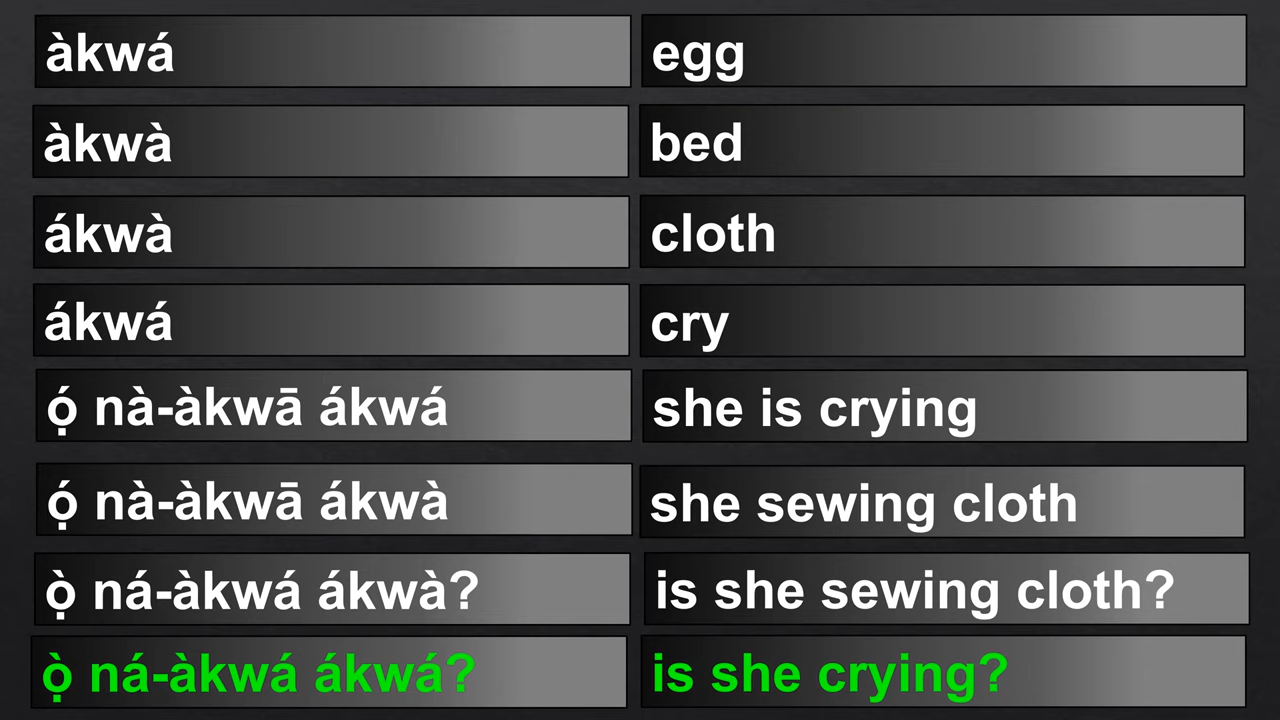 àkwá egg
àkwà bed
ákwà cloth
ákwá cry
ọ́ nà-àkwā ákwá she is crying
ọ́ nà-àkwā ákwà she sewing cloth
ọ̀ ná-àkwá ákwà? is she sewing cloth?
ọ̀ ná-àkwá ákwá? is she crying?